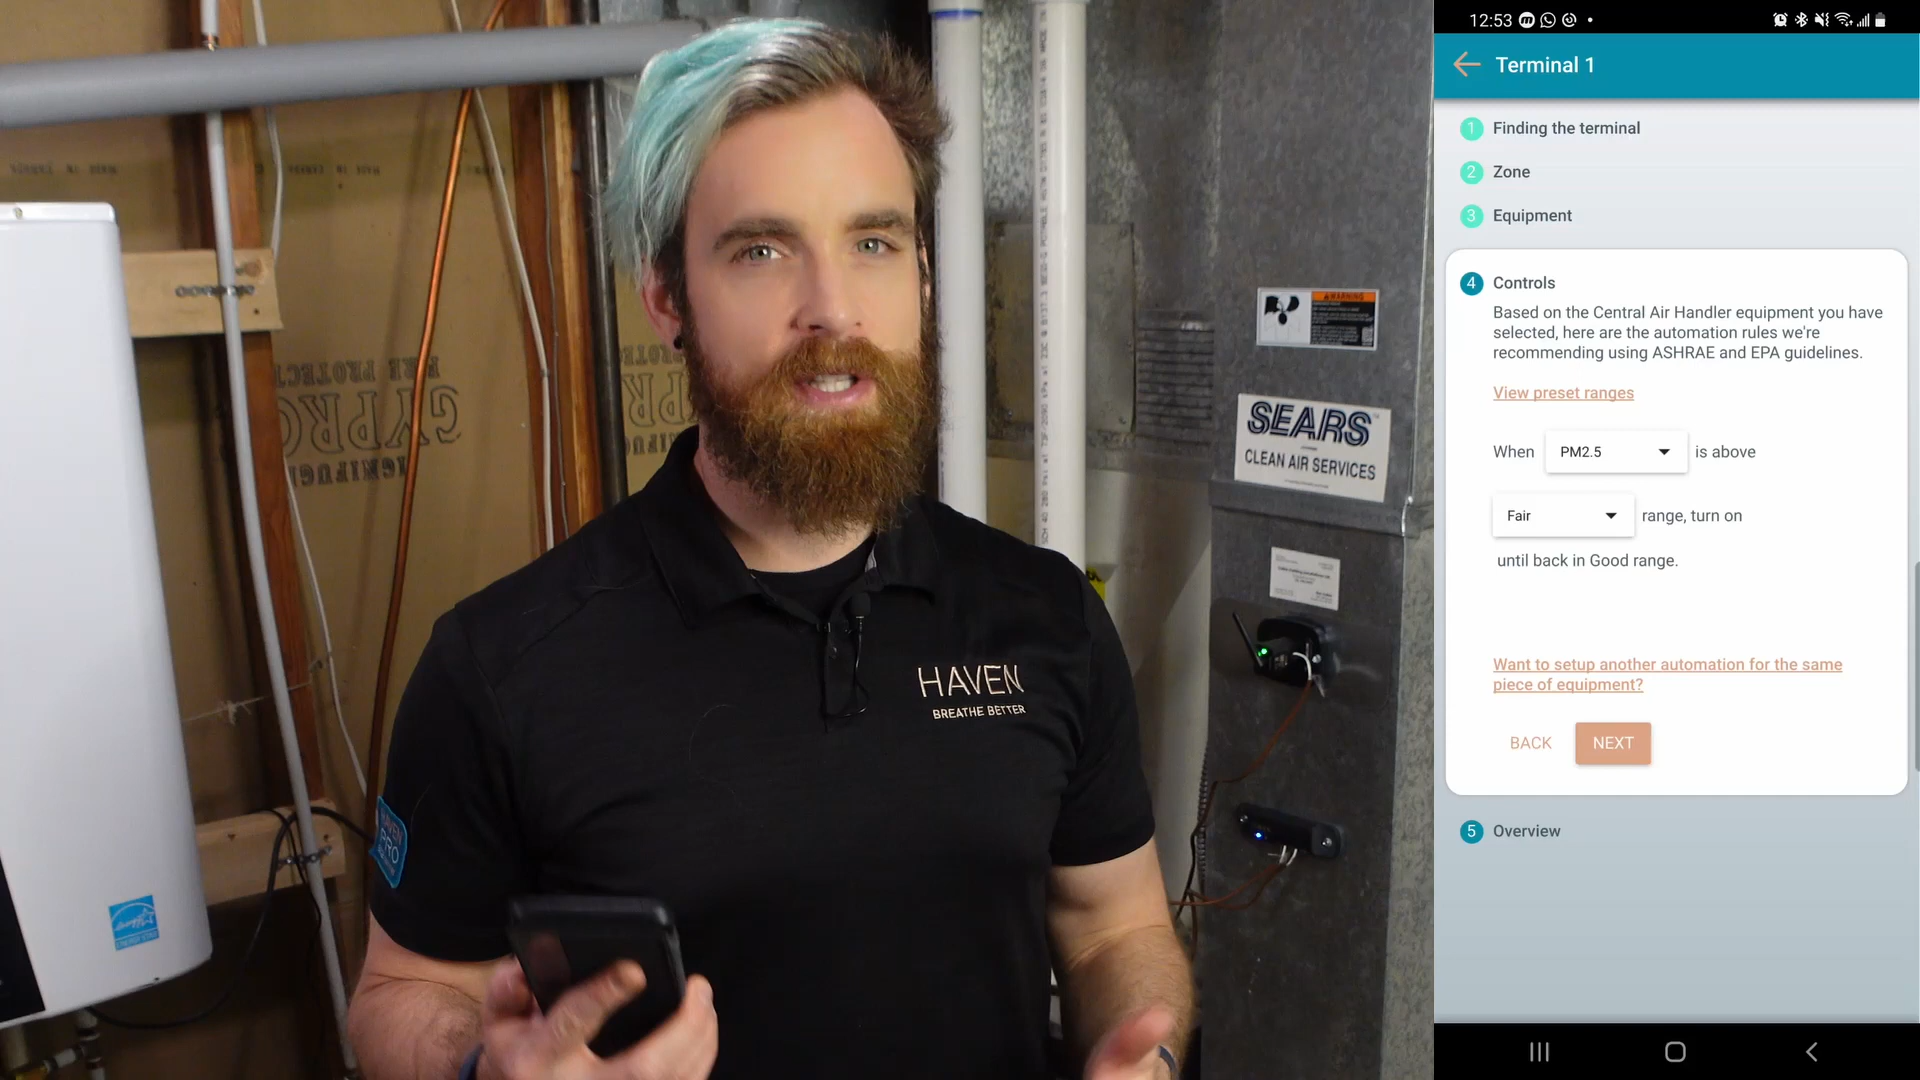 12:53
Terminal 1
1 Finding the terminal
2 Zone
3 Equipment
4 Controls
Based on the Central Air Handler equipment you have
selected, here are the automation rules we're
recommending using ASHRAE and EPA guidelines.
View preset ranges
When PM2.5 is above
Fair range, turn on
until back in Good range.
Want to setup another automation for the same
piece of equipment?
BACK NEXT
5 Overview
WARNING
SEARS
CLEAN AIR SERVICES
HAVEN
BREATHE BETTER
HAVEN
PRO
GYPRO